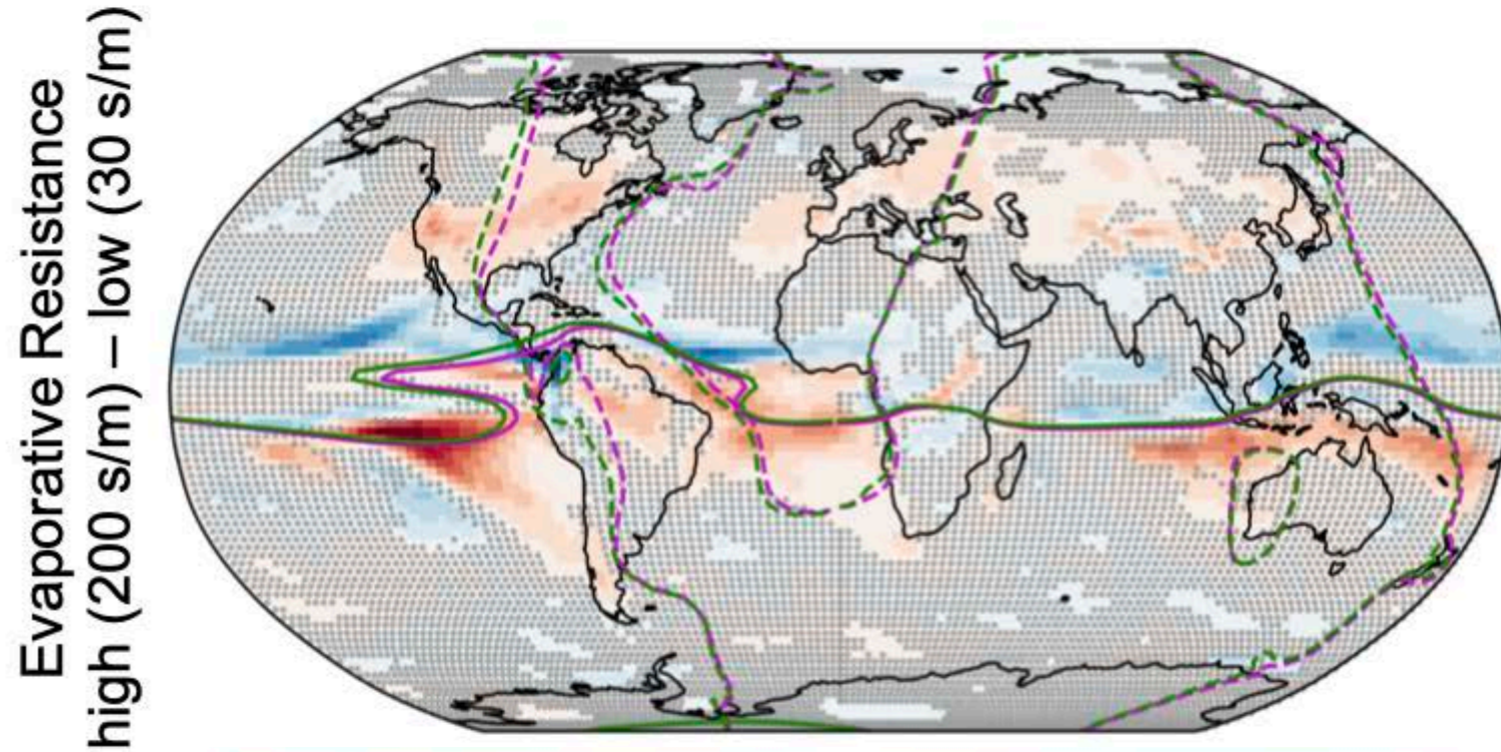 Evaporative Resistance
high (200 s/m) – low (30 s/m)